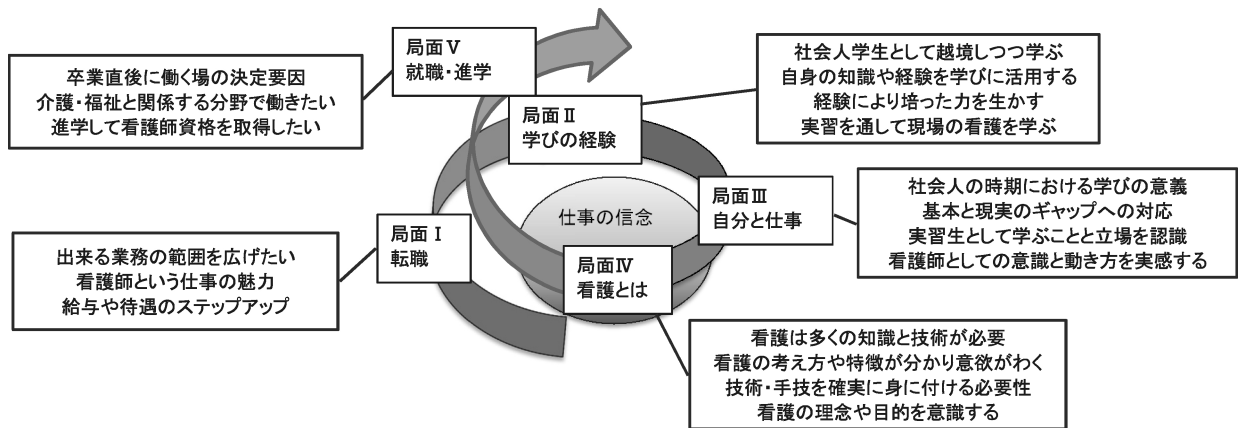 局面Ⅴ
就職・進学
卒業直後に働く場の決定要因
介護・福祉と関係する分野で働きたい
進学して看護師資格を取得したい
局面Ⅱ
学びの経験
社会人学生として越境しつつ学ぶ
自身の知識や経験を学びに活用する
経験により培った力を生かす
実習を通して現場の看護を学ぶ
局面Ⅲ
自分と仕事
社会人の時期における学びの意義
基本と現実のギャップへの対応
実習生として学ぶことと立場を認識
看護師としての意識と動き方を実感する
仕事の信念
局面Ⅰ
転職
出来る業務の範囲を広げたい
看護師という仕事の魅力
給与や待遇のステップアップ
局面Ⅳ
看護とは
看護は多くの知識と技術が必要
看護の考え方や特徴が分かり意欲がわく
技術・手技を確実に身に付ける必要性
看護の理念や目的を意識する